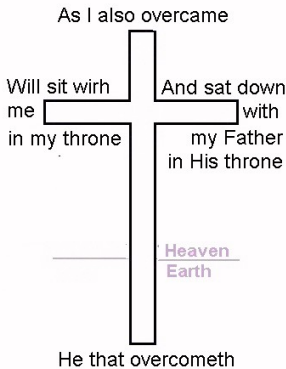 As I also overcame
Will sit wirh
me
in my throne
And sat down
with
my Father
in His throne
Heaven
Earth
He that overcometh